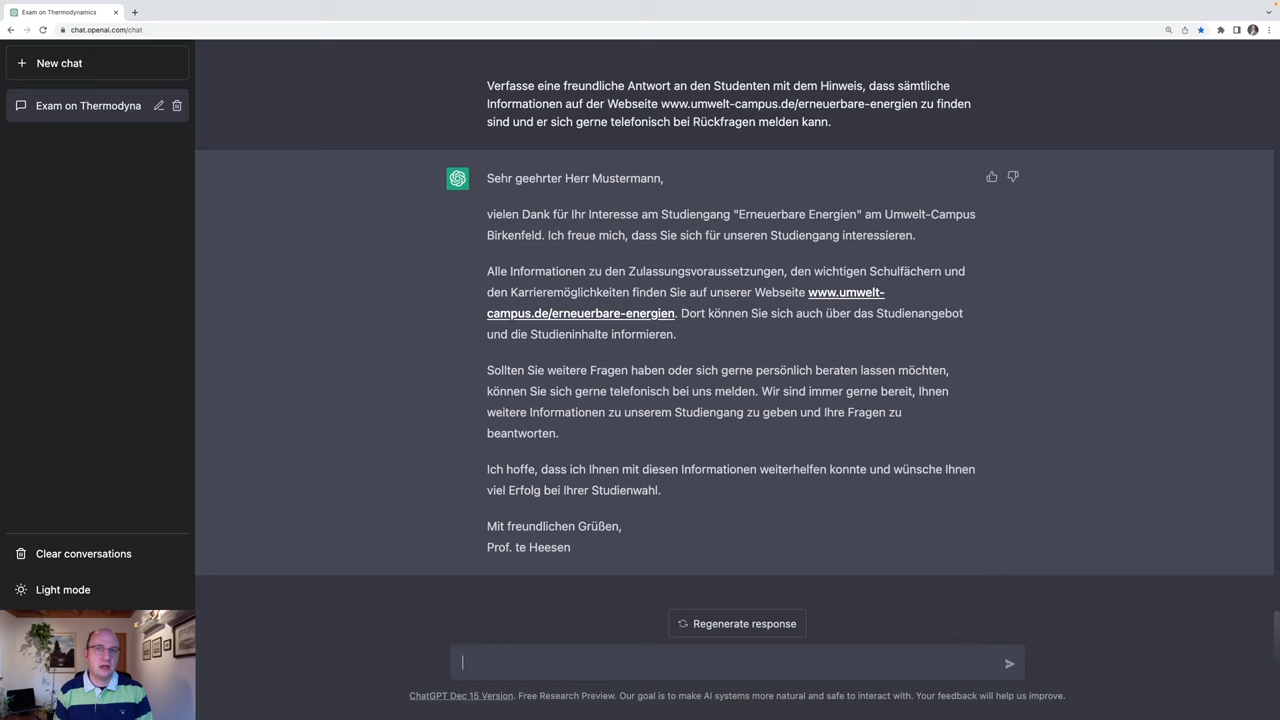 Exam on Thermodynamics
chat.openai.com/chat
New chat
Exam on Thermodyna
Clear conversations
Light mode
Verfasse eine freundliche Antwort an den Studenten mit dem Hinweis, dass sämtliche
Informationen auf der Webseite www.umwelt-campus.de/erneuerbare-energien zu finden
sind und er sich gerne telefonisch bei Rückfragen melden kann.
Sehr geehrter Herr Mustermann,
vielen Dank für Ihr Interesse am Studiengang "Erneuerbare Energien" am Umwelt-Campus
Birkenfeld. Ich freue mich, dass Sie sich für unseren Studiengang interessieren.
Alle Informationen zu den Zulassungsvoraussetzungen, den wichtigen Schulfächern und
den Karrieremöglichkeiten finden Sie auf unserer Webseite www.umwelt-
campus.de/erneuerbare-energien. Dort können Sie sich auch über das Studienangebot
und die Studieninhalte informieren.
Sollten Sie weitere Fragen haben oder sich gerne persönlich beraten lassen möchten,
können Sie sich gerne telefonisch bei uns melden. Wir sind immer gerne bereit, Ihnen
weitere Informationen zu unserem Studiengang zu geben und Ihre Fragen zu
beantworten.
Ich hoffe, dass ich Ihnen mit diesen Informationen weiterhelfen konnte und wünsche Ihnen
viel Erfolg bei Ihrer Studienwahl.
Mit freundlichen Grüßen,
Prof. te Heesen
Regenerate response
ChatGPT Dec 15 Version. Free Research Preview. Our goal is to make AI systems more natural and safe to interact with. Your feedback will help us improve.